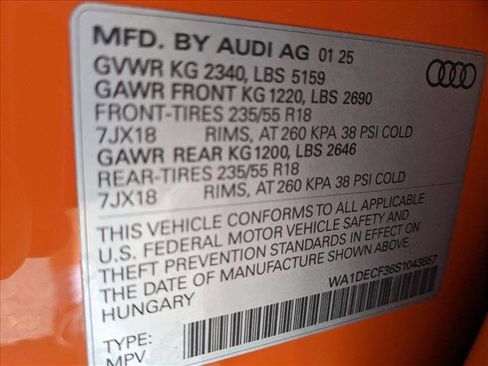 MFD. BY AUDI AG 01 25
GVWR KG 2340, LBS 5159
GAWR FRONT KG 1220, LBS 2690
FRONT-TIRES 235/55 R18
7JX18 RIMS, AT 260 KPA 38 PSI COLD
GAWR REAR KG 1200, LBS 2646
REAR-TIRES 235/55 R18
7JX18 RIMS, AT 260 KPA 38 PSI COLD
THIS VEHICLE CONFORMS TO ALL APPLICABLE
U.S. FEDERAL MOTOR VEHICLE SAFETY AND
THEFT PREVENTION STANDARDS IN EFFECT ON
THE DATE OF MANUFACTURE SHOWN ABOVE.
HUNGARY
WA1DECF36S1043657
TYPE:
MPV